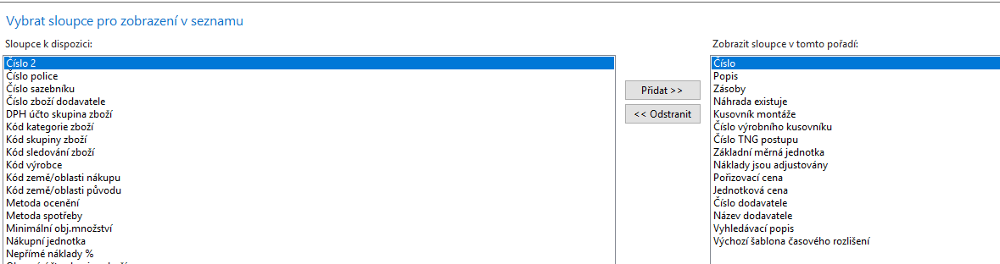 Vybrat sloupce pro zobrazení v seznamu
Sloupce k dispozici:
Číslo 2
Číslo police
Číslo sazebníku
Číslo zboží dodavatele
DPH účto skupina zboží
Kód kategorie zboží
Kód skupiny zboží
Kód sledování zboží
Kód výrobce
Kód země/oblasti nákupu
Kód země/oblasti původu
Metoda ocenění
Metoda spotřeby
Minimální obj.množství
Nákupní jednotka
Nepřímé náklady %
Přidat >>
<< Odstranit
Zobrazit sloupce v tomto pořadí:
Číslo
Popis
Zásoby
Náhrada existuje
Kusovník montáže
Číslo výrobního kusovníku
Číslo TNG postupu
Základní měrná jednotka
Náklady jsou adjustovány
Pořizovací cena
Jednotková cena
Číslo dodavatele
Název dodavatele
Vyhledávací popis
Výchozí šablona časového rozlišení